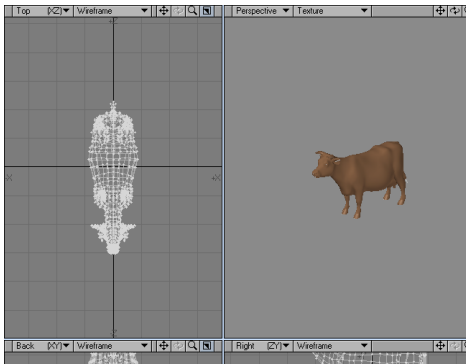 Top (XZ) Wireframe
Perspective Texture
Back (XY) Wireframe
Right (ZY) Wireframe